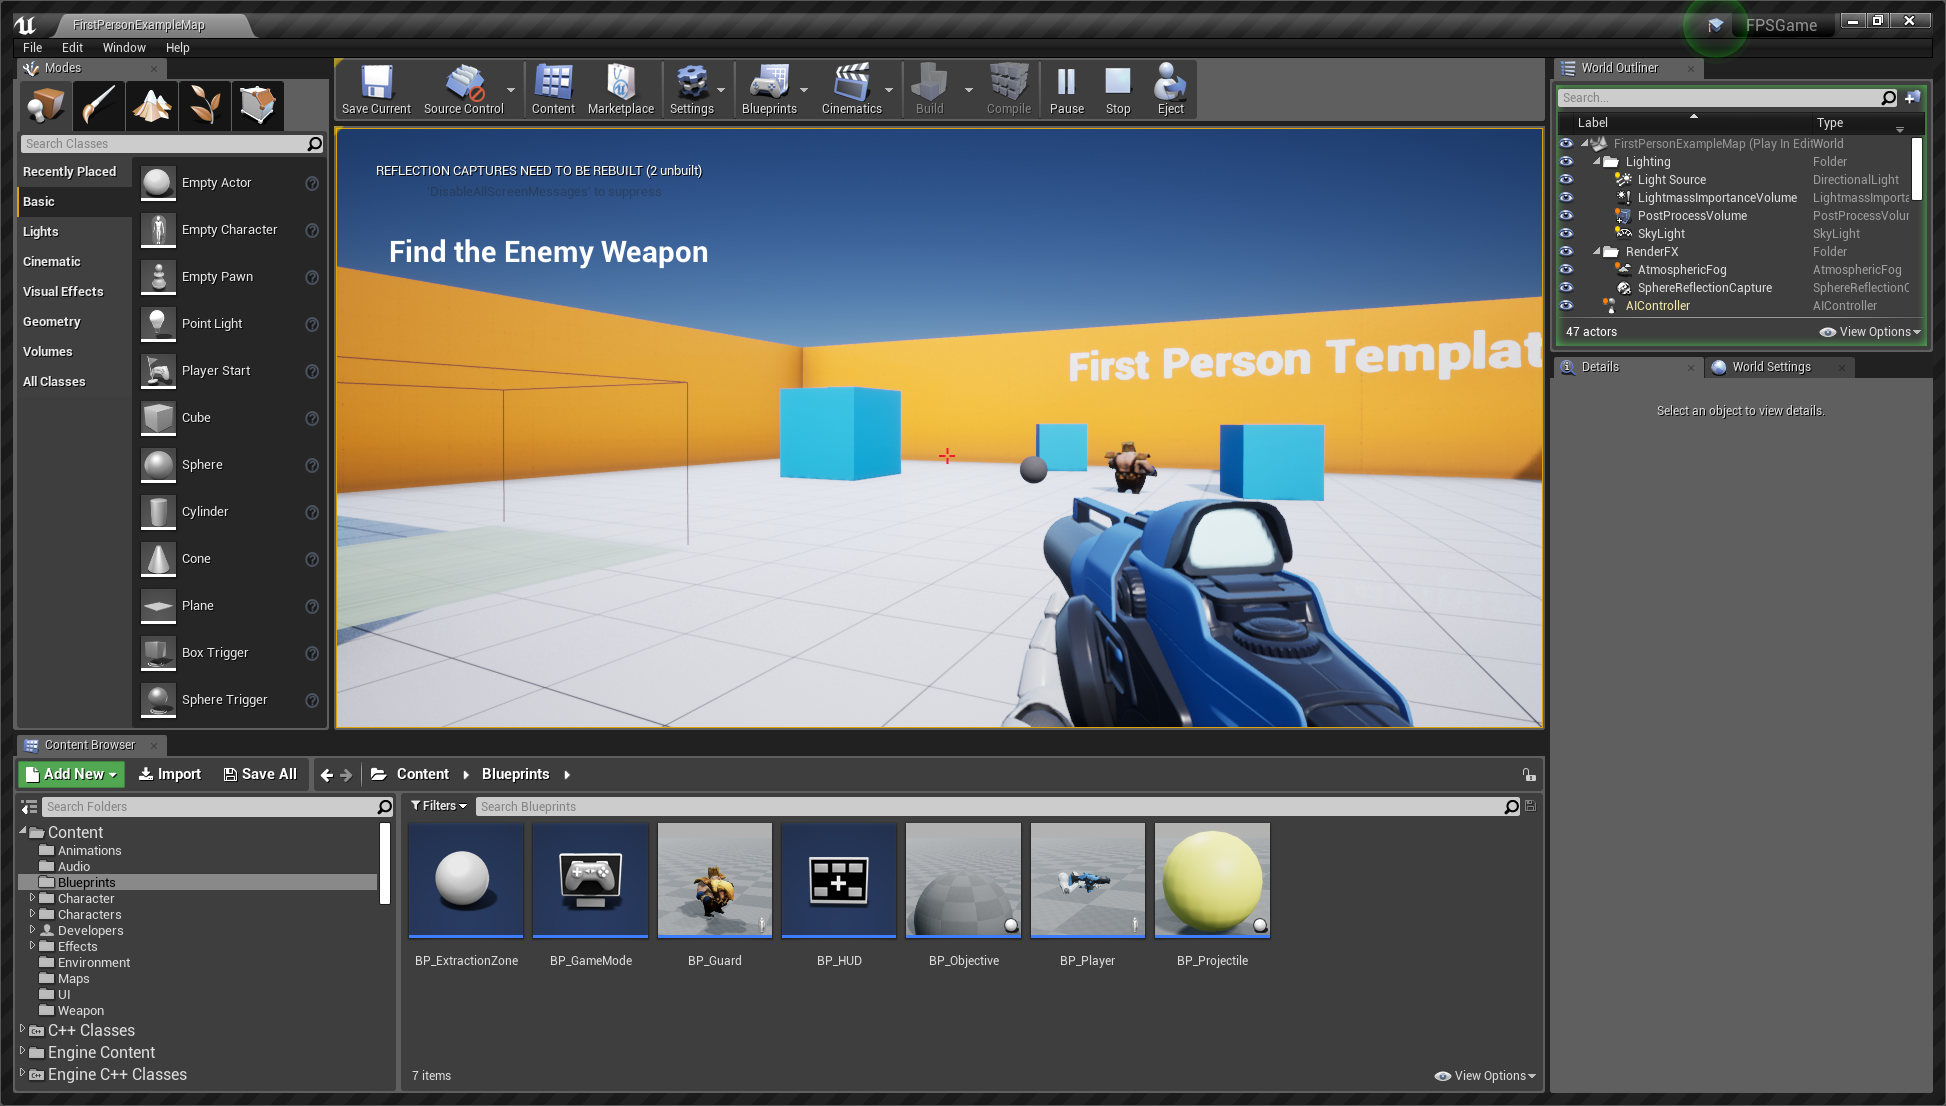 FirstPersonExampleMap
FPSGame
File Edit Window Help
Modes
Search Classes
Recently Placed
Basic
Lights
Cinematic
Visual Effects
Geometry
Volumes
All Classes
Empty Actor
Empty Character
Empty Pawn
Point Light
Player Start
Cube
Sphere
Cylinder
Cone
Plane
Box Trigger
Sphere Trigger
Save Current
Source Control
Content
Marketplace
Settings
Blueprints
Cinematics
Build
Compile
Pause
Stop
Eject
REFLECTION CAPTURES NEED TO BE REBUILT (2 unbuilt)
'DisableAllScreenMessages' to suppress
Find the Enemy Weapon
First Person Templat
World Outliner
Search...
Label Type
FirstPersonExampleMap (Play In Edit World
Lighting Folder
Light Source DirectionalLight
LightmassImportanceVolume LightmassImporta
PostProcessVolume PostProcessVolur
SkyLight SkyLight
RenderFX Folder
AtmosphericFog AtmosphericFog
SphereReflectionCapture SphereReflectionC
AIController AIController
47 actors
View Options
Details
World Settings
Select an object to view details.
Content Browser
Add New
Import
Save All
Content
Blueprints
Search Folders
Content
Animations
Audio
Blueprints
Character
Characters
Developers
Effects
Environment
Maps
UI
Weapon
C++ Classes
Engine Content
Engine C++ Classes
Filters
Search Blueprints
BP_ExtractionZone
BP_GameMode
BP_Guard
BP_HUD
BP_Objective
BP_Player
BP_Projectile
7 items
View Options